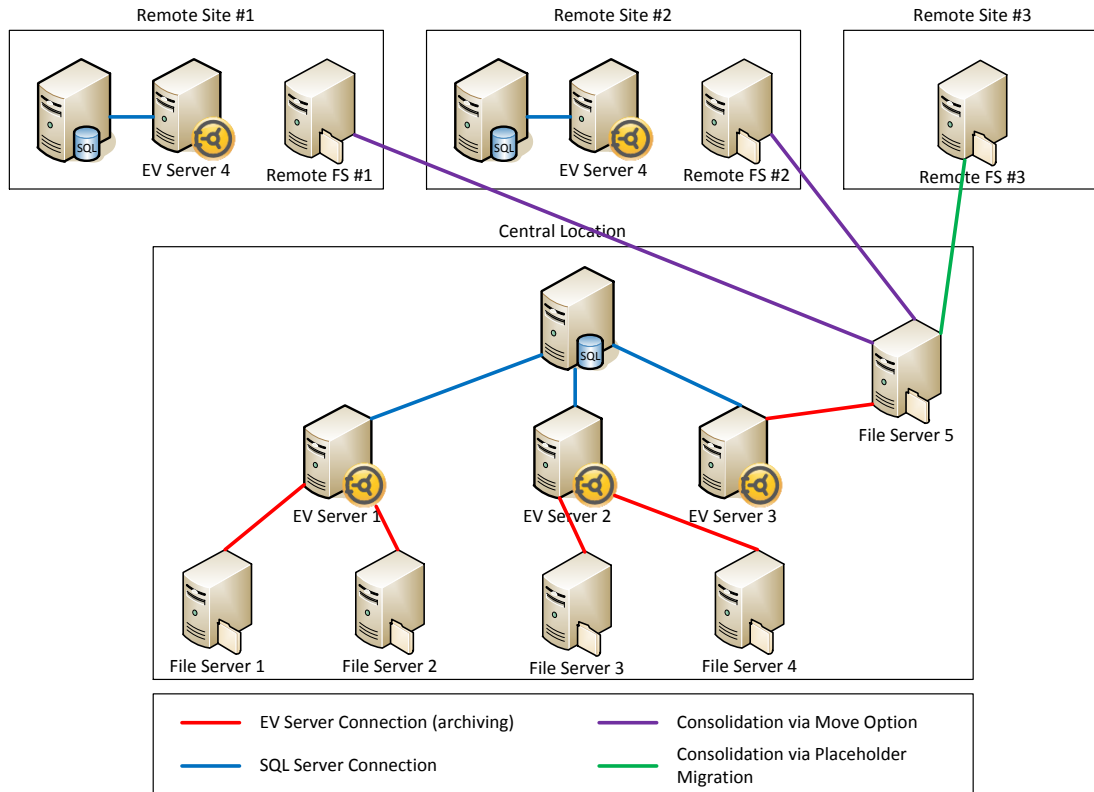 Remote Site #1
Remote Site #2
Remote Site #3
SQL
EV Server 4
Remote FS #1
SQL
EV Server 4
Remote FS #2
Remote FS #3
Central Location
SQL
File Server 5
EV Server 1
EV Server 2
EV Server 3
File Server 1
File Server 2
File Server 3
File Server 4
EV Server Connection (archiving)
Consolidation via Move Option
SQL Server Connection
Consolidation via Placeholder
Migration